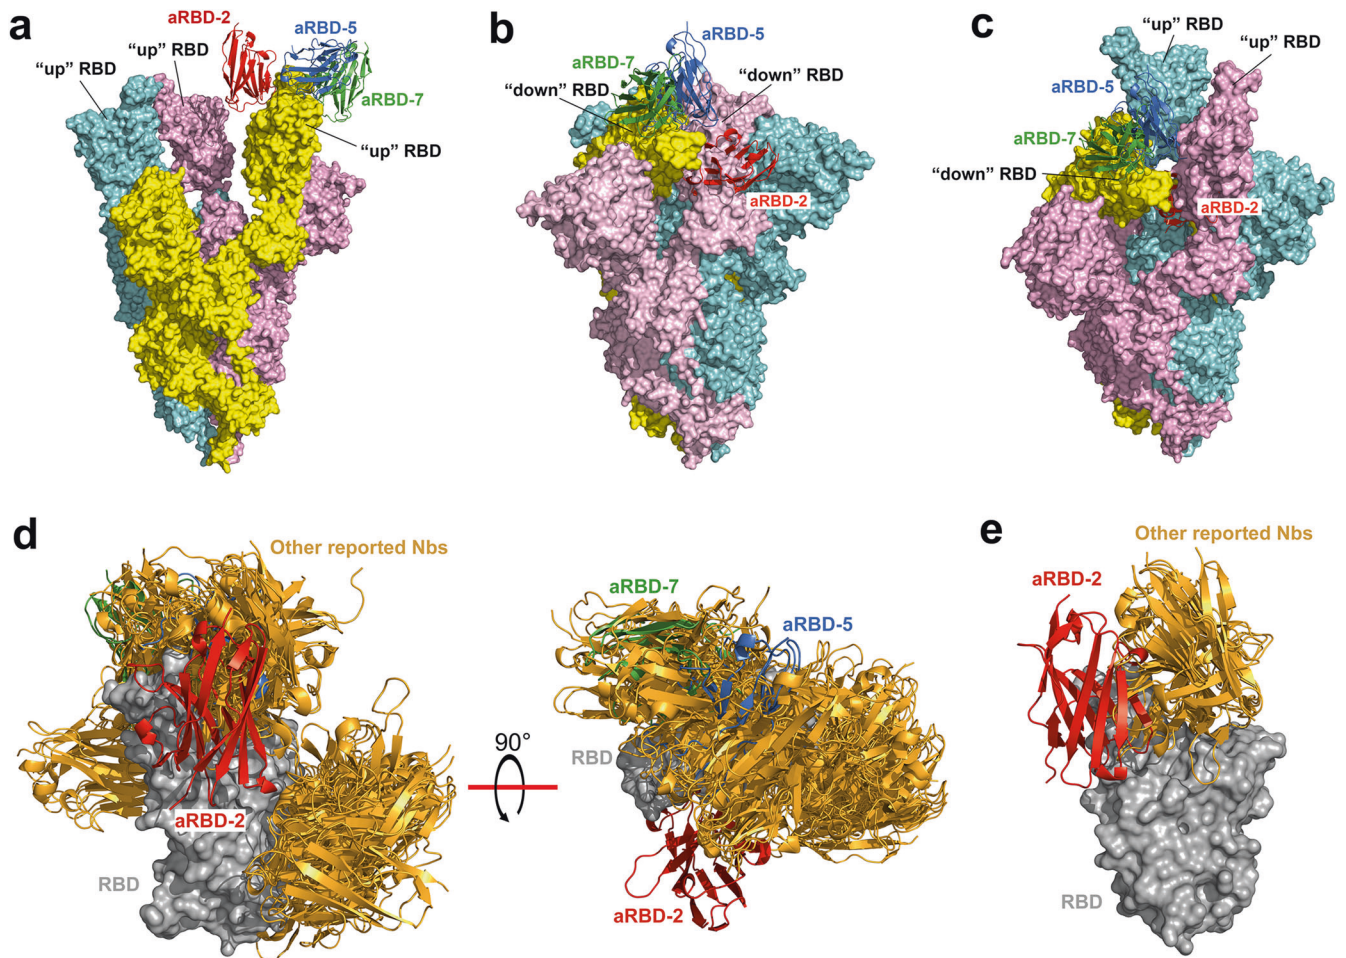 a
aRBD-2
aRBD-5
aRBD-7
“up” RBD
“up” RBD
“up” RBD
b
aRBD-5
aRBD-7
“down” RBD
“down” RBD
aRBD-2
c
“up” RBD
“up” RBD
aRBD-5
aRBD-7
“down” RBD
aRBD-2
d
Other reported Nbs
aRBD-2
RBD
90°
aRBD-7
aRBD-5
RBD
aRBD-2
e
Other reported Nbs
aRBD-2
RBD